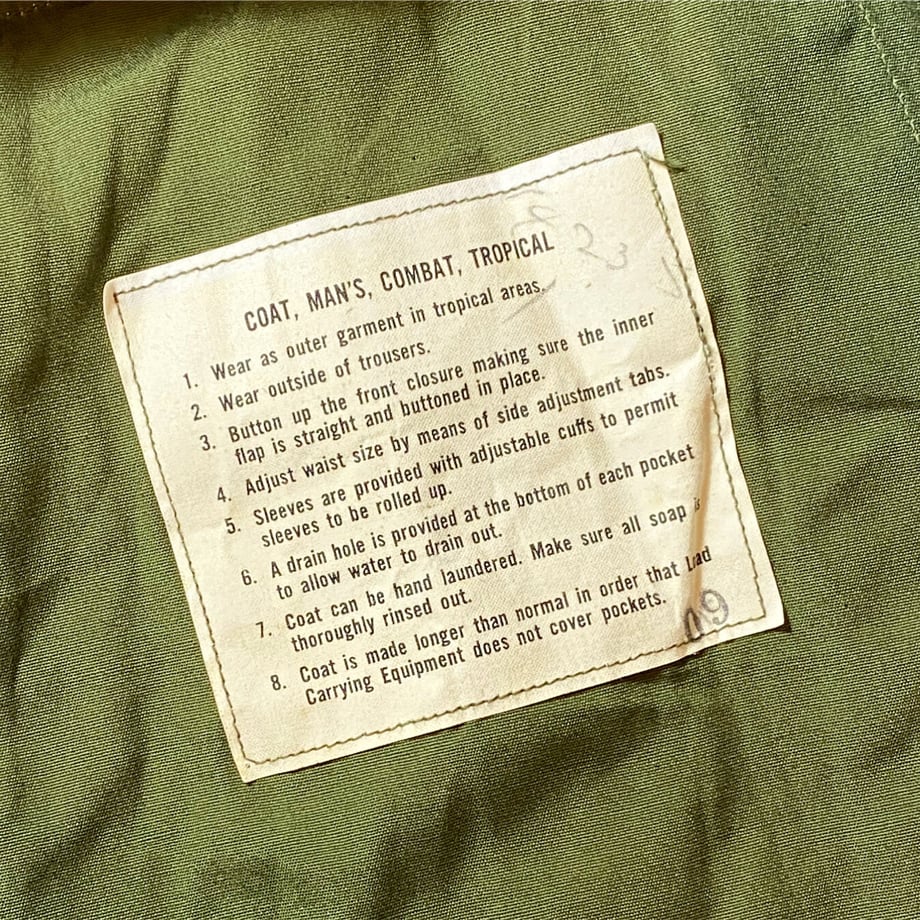 COAT, MAN'S, COMBAT, TROPICAL
1. Wear as outer garment in tropical areas.
2. Wear outside of trousers.
3. Button up the front closure making sure the inner
flap is straight and buttoned in place.
4. Adjust waist size by means of side adjustment tabs.
5. Sleeves are provided with adjustable cuffs to permit
sleeves to be rolled up.
6. A drain hole is provided at the bottom of each pocket
to allow water to drain out.
7. Coat can be hand laundered. Make sure all soap is
thoroughly rinsed out.
8. Coat is made longer than normal in order that Load
Carrying Equipment does not cover pockets.